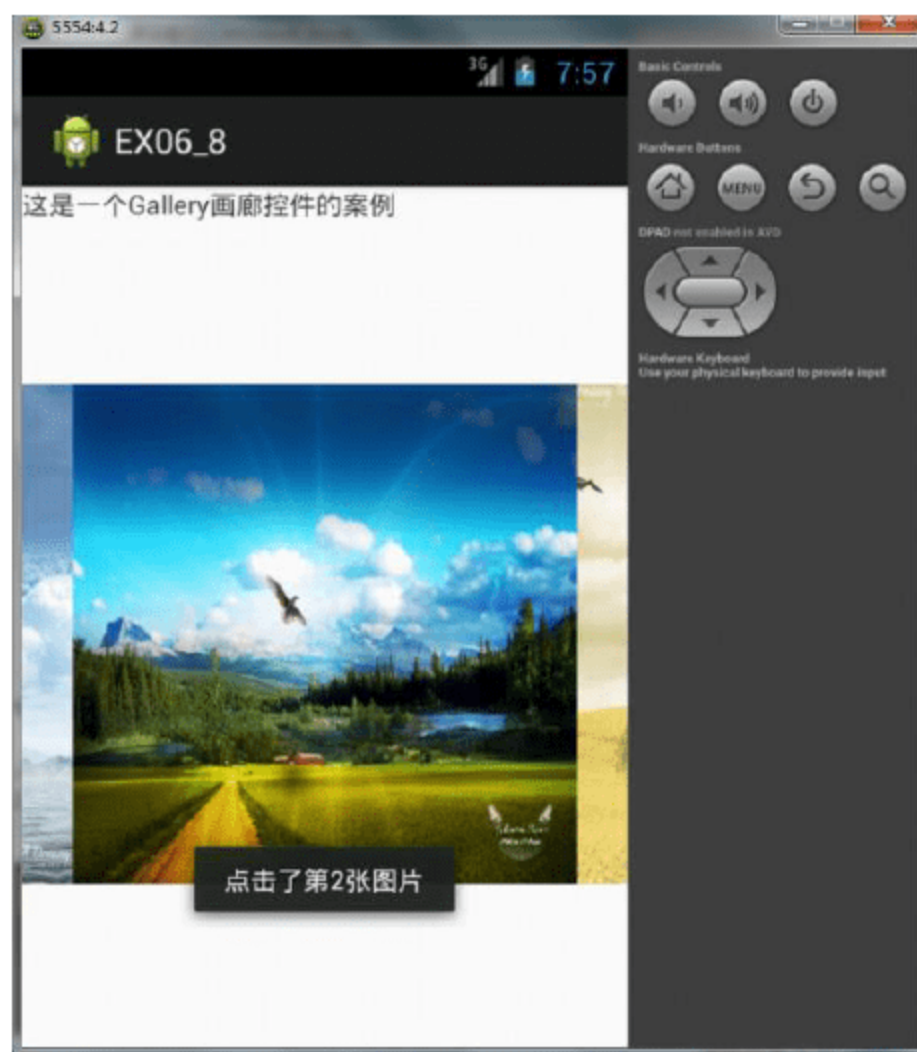 5554:4.2
3G 7:57
EX06_8
这是一个Gallery画廊控件的案例
点击了第2张图片
Basic Controls
Hardware Buttons
MENU
DPAD not enabled in AVD
Hardware Keyboard
Use your physical keyboard to provide input